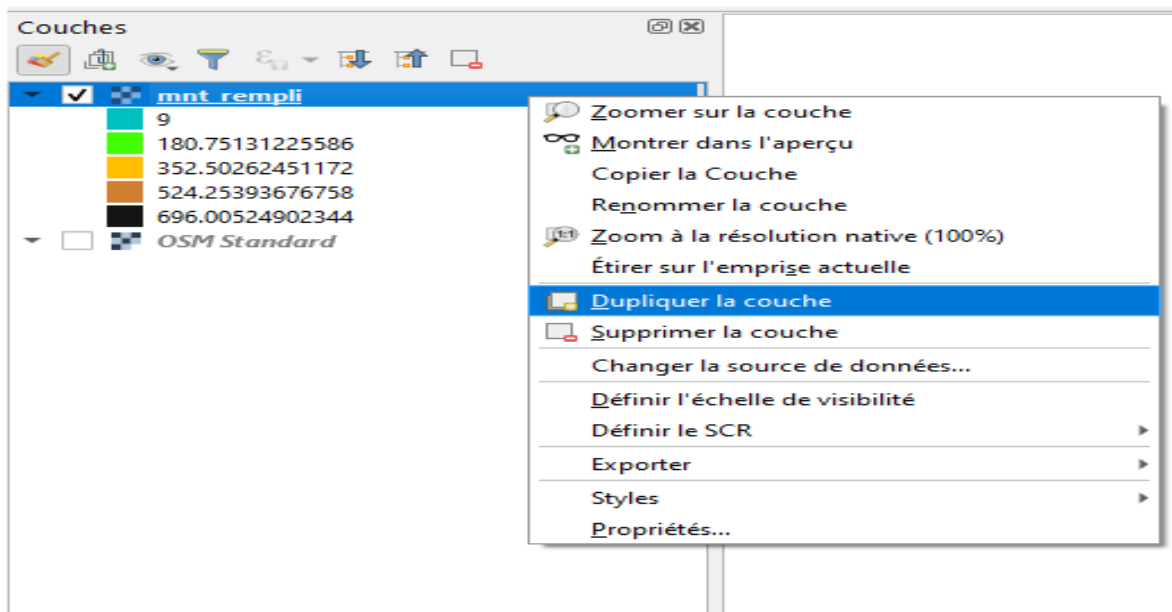 Couches
mnt_rempli
9
180.75131225586
352.50262451172
524.25393676758
696.00524902344
OSM Standard
Zoomer sur la couche
Montrer dans l'aperçu
Copier la Couche
Renommer la couche
Zoom à la résolution native (100%)
Étirer sur l'emprise actuelle
Dupliquer la couche
Supprimer la couche
Changer la source de données...
Définir l'échelle de visibilité
Définir le SCR
Exporter
Styles
Propriétés...